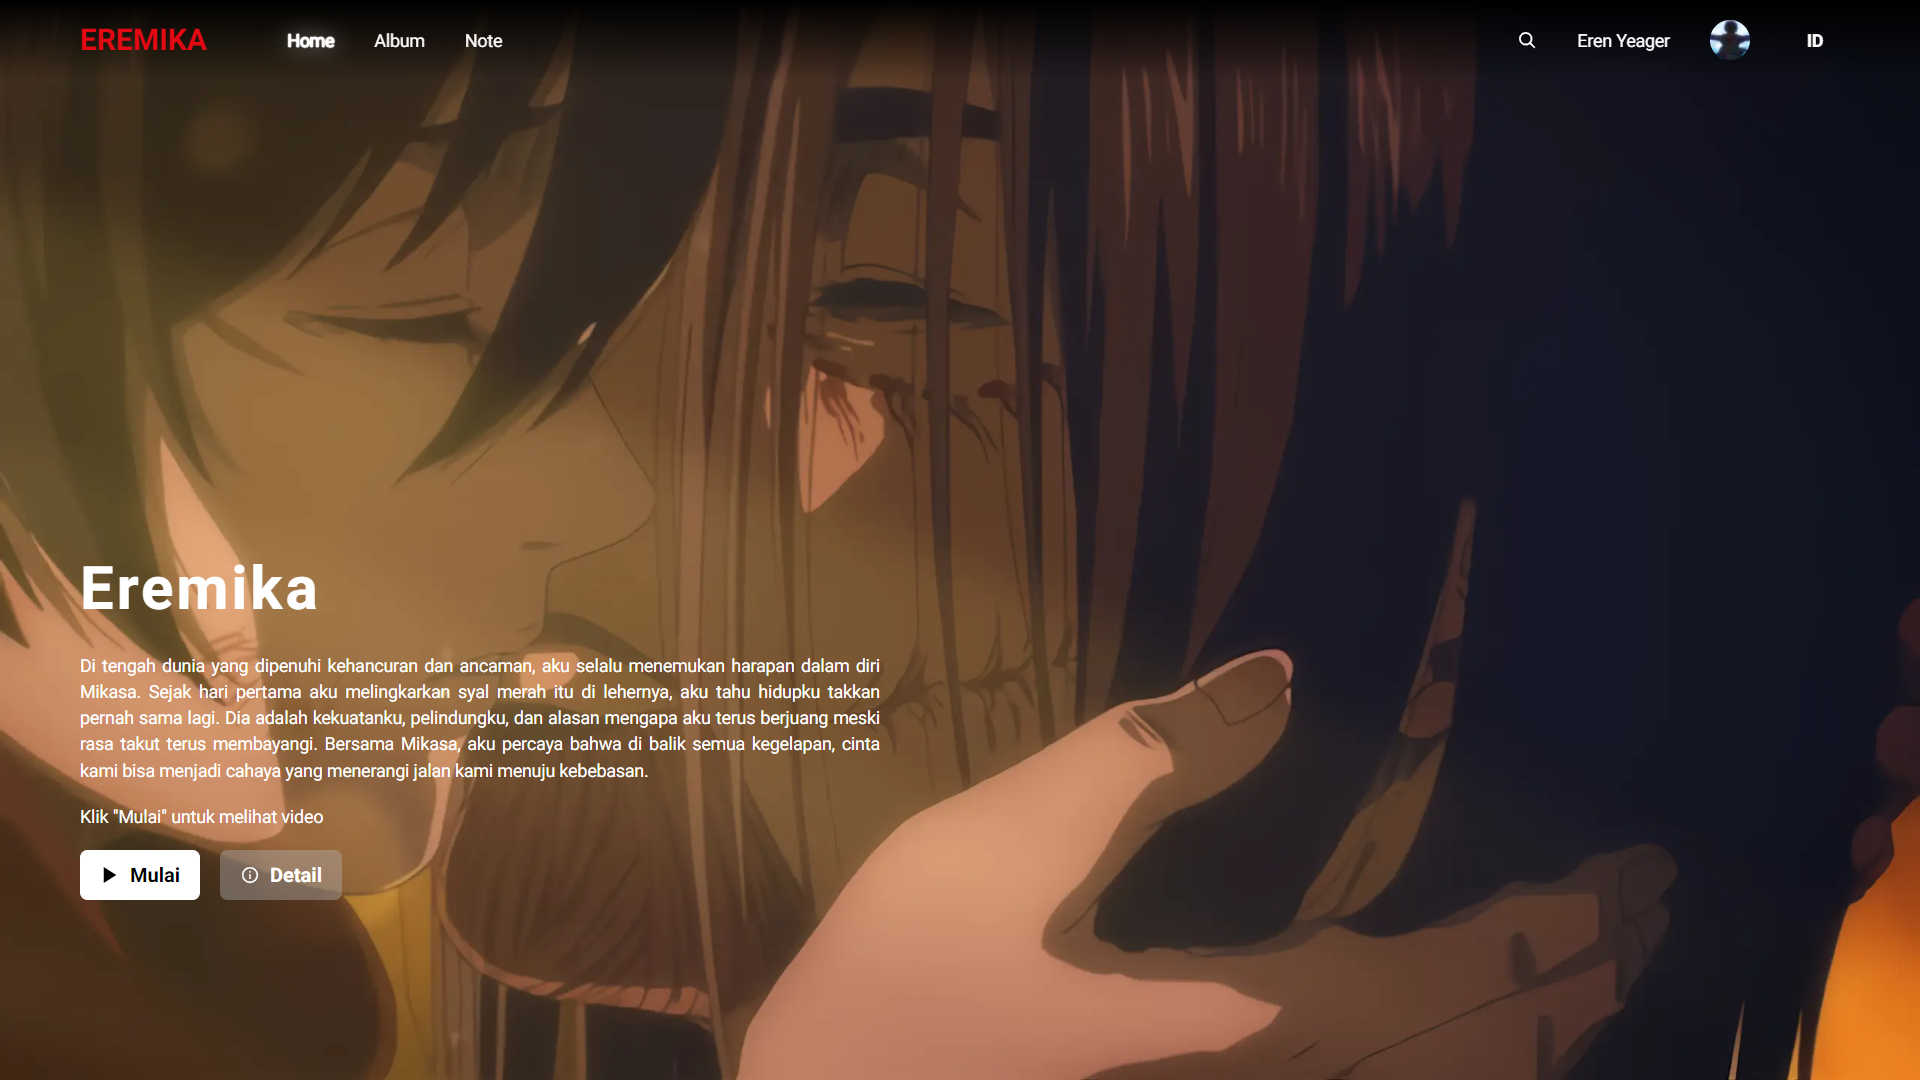 EREMIKA
Home
Album
Note
Eren Yeager
ID
Eremika
Di tengah dunia yang dipenuhi kehancuran dan ancaman, aku selalu menemukan harapan dalam diri
Mikasa. Sejak hari pertama aku melingkarkan syal merah itu di lehernya, aku tahu hidupku takkan
pernah sama lagi. Dia adalah kekuatanku, pelindungku, dan alasan mengapa aku terus berjuang meski
rasa takut terus membayangi. Bersama Mikasa, aku percaya bahwa di balik semua kegelapan, cinta
kami bisa menjadi cahaya yang menerangi jalan kami menuju kebebasan.
Klik "Mulai" untuk melihat video
Mulai
Detail